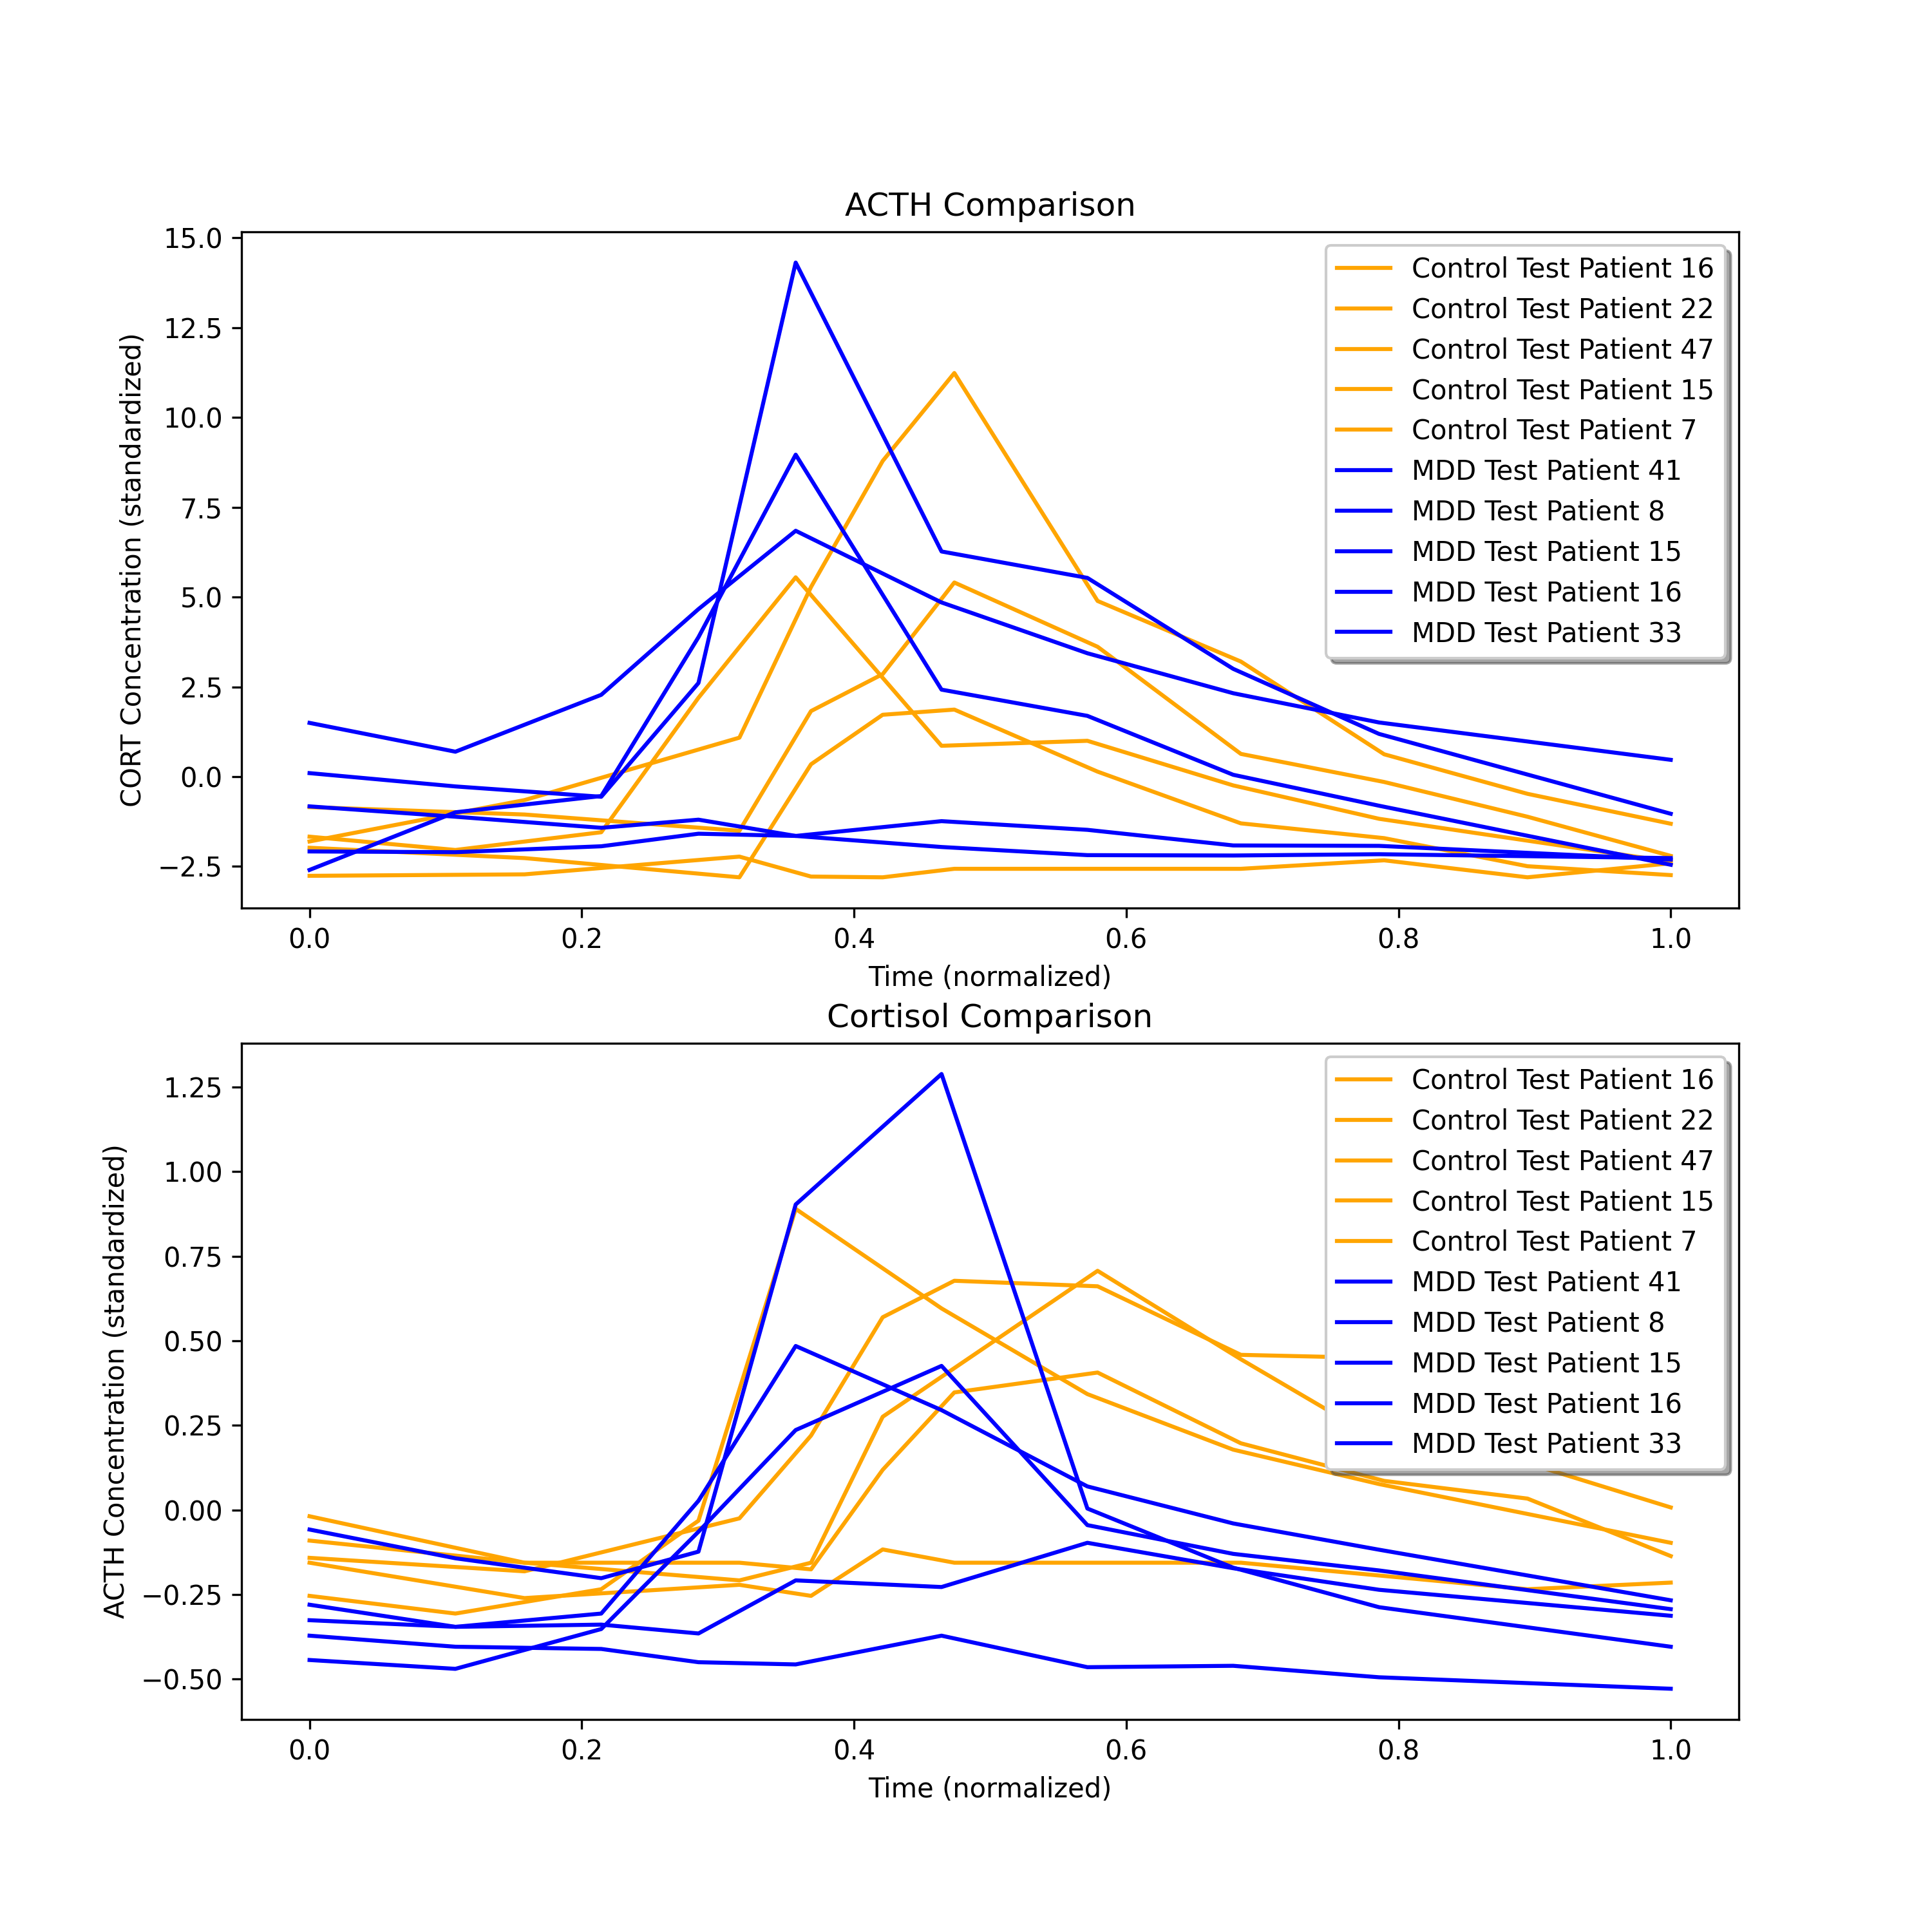 ACTH Comparison
CORT Concentration (standardized)
15.0
12.5
10.0
7.5
5.0
2.5
0.0
−2.5
Control Test Patient 16
Control Test Patient 22
Control Test Patient 47
Control Test Patient 15
Control Test Patient 7
MDD Test Patient 41
MDD Test Patient 8
MDD Test Patient 15
MDD Test Patient 16
MDD Test Patient 33
0.0 0.2 0.4 0.6 0.8 1.0
Time (normalized)
Cortisol Comparison
ACTH Concentration (standardized)
1.25
1.00
0.75
0.50
0.25
0.00
−0.25
−0.50
Control Test Patient 16
Control Test Patient 22
Control Test Patient 47
Control Test Patient 15
Control Test Patient 7
MDD Test Patient 41
MDD Test Patient 8
MDD Test Patient 15
MDD Test Patient 16
MDD Test Patient 33
0.0 0.2 0.4 0.6 0.8 1.0
Time (normalized)